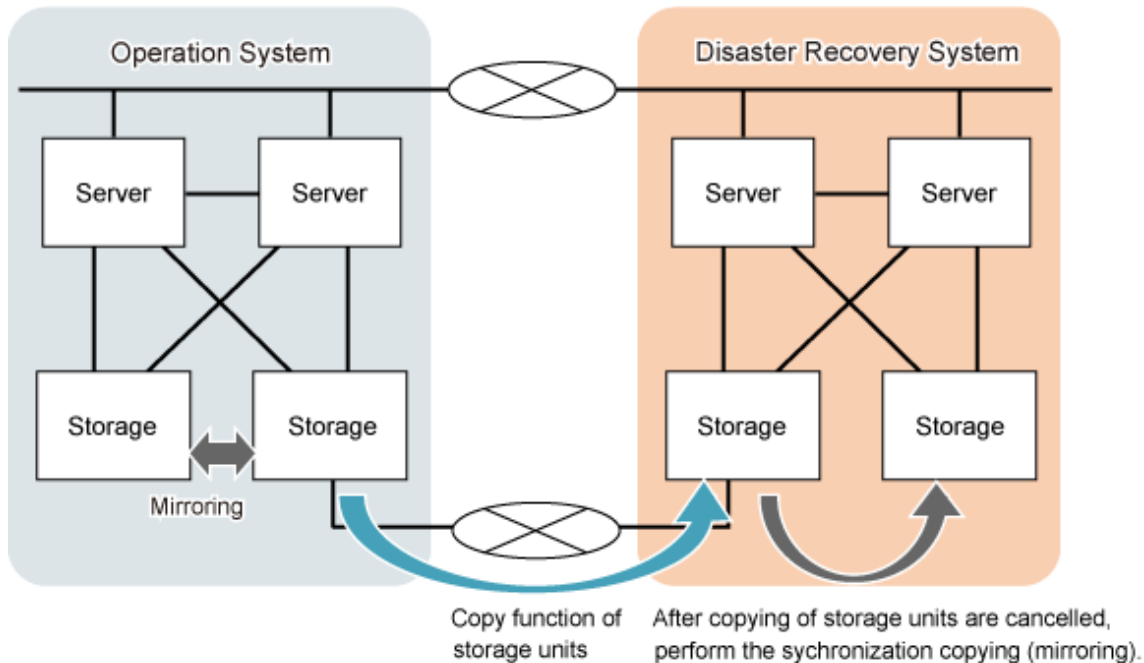 Operation System
Disaster Recovery System
Server
Server
Server
Server
Storage
Storage
Storage
Storage
Mirroring
Copy function of
storage units
After copying of storage units are cancelled,
perform the sychronization copying (mirroring).